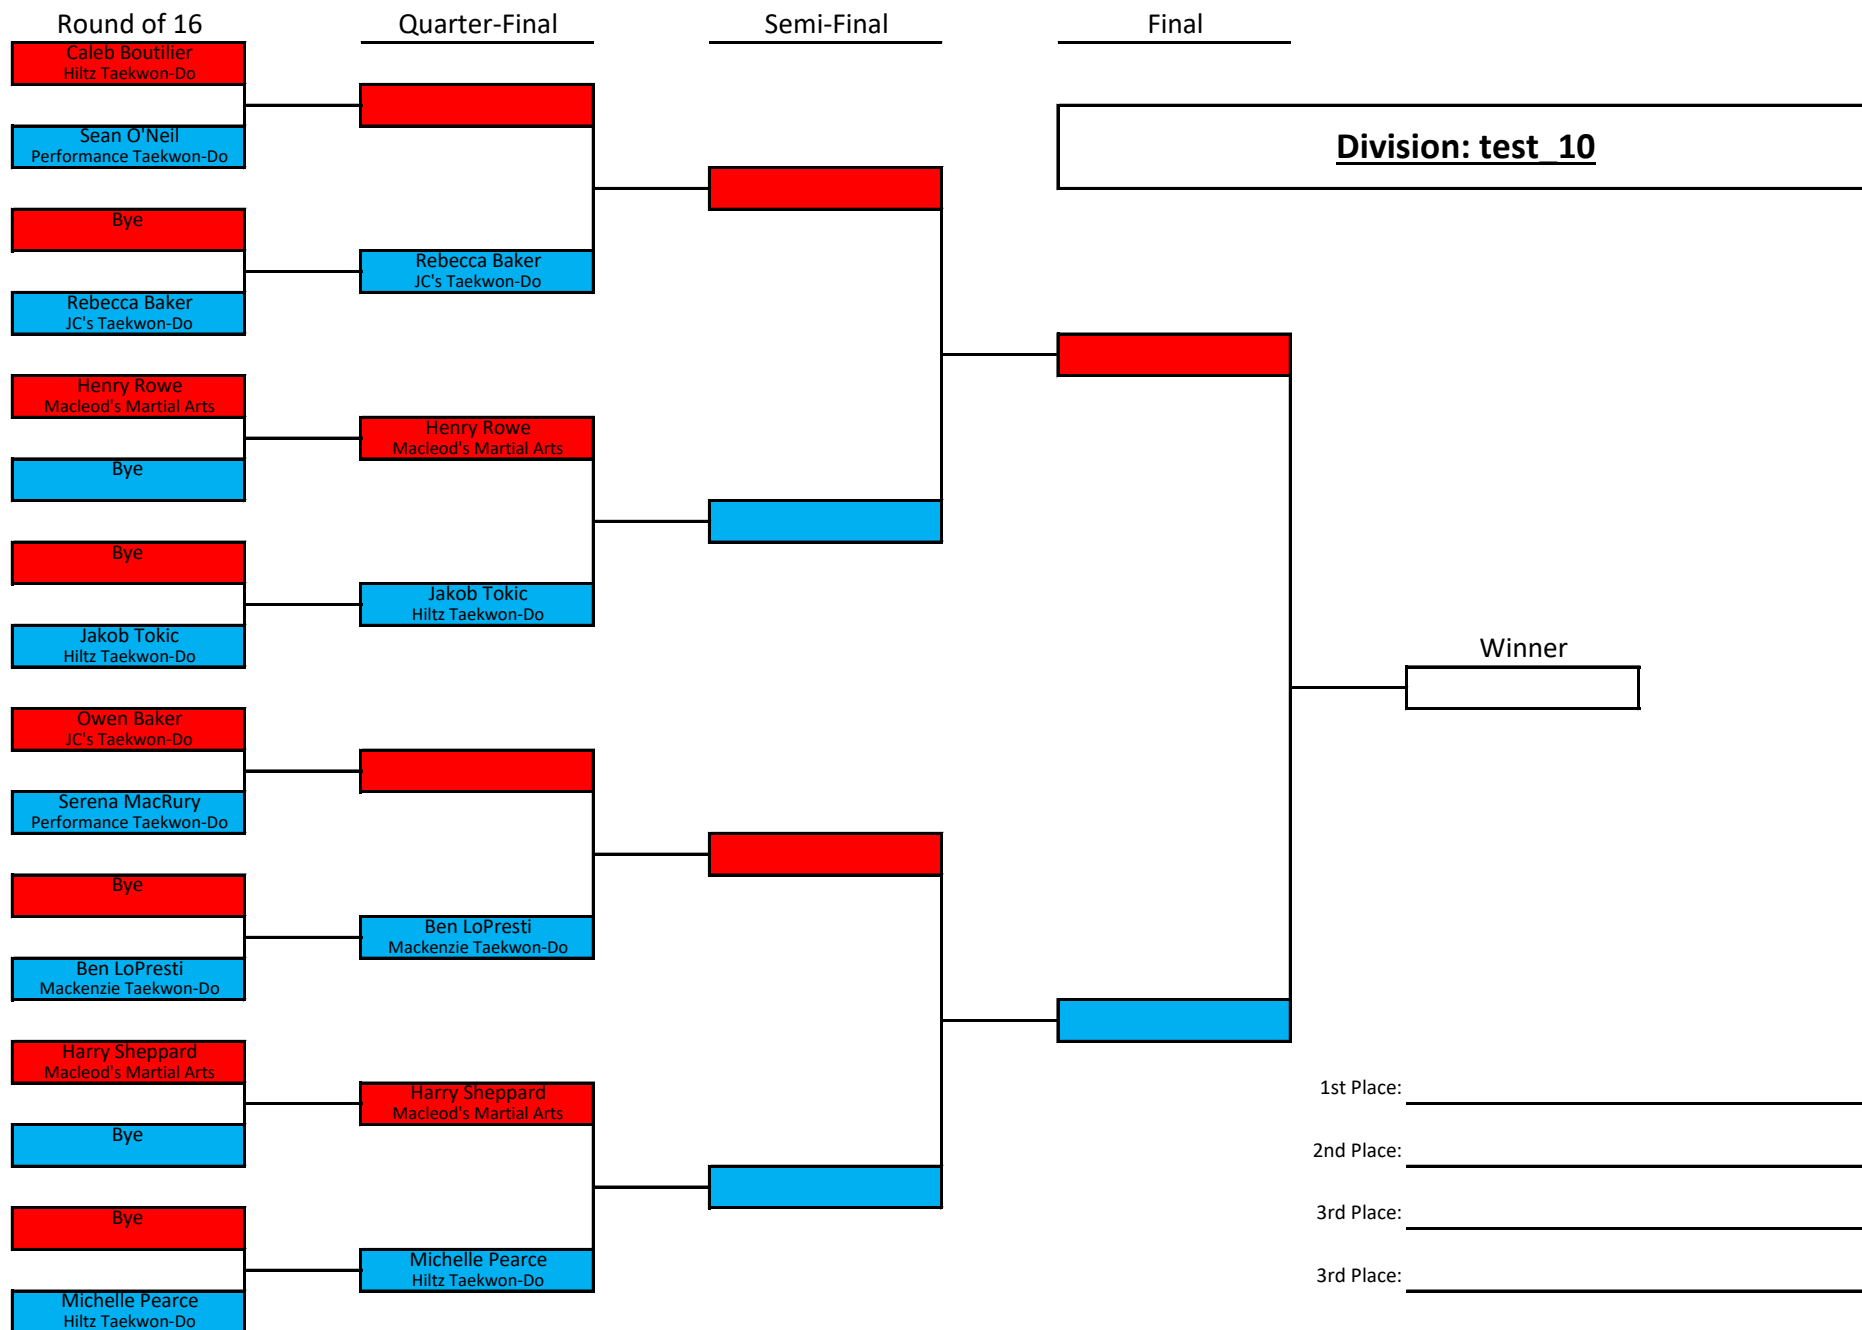 Round of 16
Quarter-Final
Semi-Final
Final
Caleb Boutilier
Hiltz Taekwon-Do
Sean O'Neil
Performance Taekwon-Do
Division: test_10
Bye
Rebecca Baker
JC's Taekwon-Do
Rebecca Baker
JC's Taekwon-Do
Henry Rowe
Macleod's Martial Arts
Henry Rowe
Macleod's Martial Arts
Bye
Bye
Jakob Tokic
Hiltz Taekwon-Do
Jakob Tokic
Hiltz Taekwon-Do
Winner
Owen Baker
JC's Taekwon-Do
Serena MacRury
Performance Taekwon-Do
Bye
Ben LoPresti
Mackenzie Taekwon-Do
Ben LoPresti
Mackenzie Taekwon-Do
Harry Sheppard
Macleod's Martial Arts
Harry Sheppard
Macleod's Martial Arts
Bye
Bye
Michelle Pearce
Hiltz Taekwon-Do
Michelle Pearce
Hiltz Taekwon-Do
1st Place:
2nd Place:
3rd Place:
3rd Place: